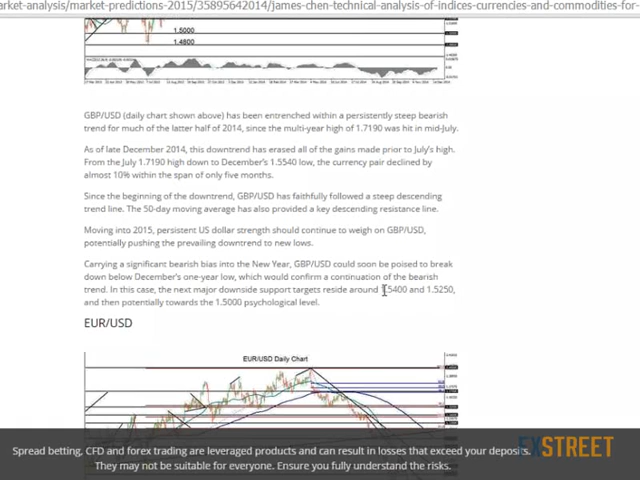 arket-analysis/market-predictions-2015/35895642014/james-chen-technical-analysis-of-indices-currencies-and-commodities-for-
1.5000
1.4800
GBP/USD (daily chart shown above) has been entrenched within a persistently steep bearish
trend for much of the latter half of 2014, since the multi-year high of 1.7190 was hit in mid-July.
As of late December 2014, this downtrend has erased all of the gains made prior to July's high.
From the July 1.7190 high down to December's 1.5540 low, the currency pair declined by
almost 10% within the span of only five months.
Since the beginning of the downtrend, GBP/USD has faithfully followed a steep descending
trend line. The 50-day moving average has also provided a key descending resistance line.
Moving into 2015, persistent US dollar strength should continue to weigh on GBP/USD,
potentially pushing the prevailing downtrend to new lows.
Carrying a significant bearish bias into the New Year, GBP/USD could soon be poised to break
down below December's one-year low, which would confirm a continuation of the bearish
trend. In this case, the next major downside support targets reside around 1.5400 and 1.5250,
and then potentially towards the 1.5000 psychological level.
EUR/USD
EUR/USD Daily Chart
FXSTREET
Spread betting, CFD and forex trading are leveraged products and can result in losses that exceed your deposits.
They may not be suitable for everyone. Ensure you fully understand the risks.